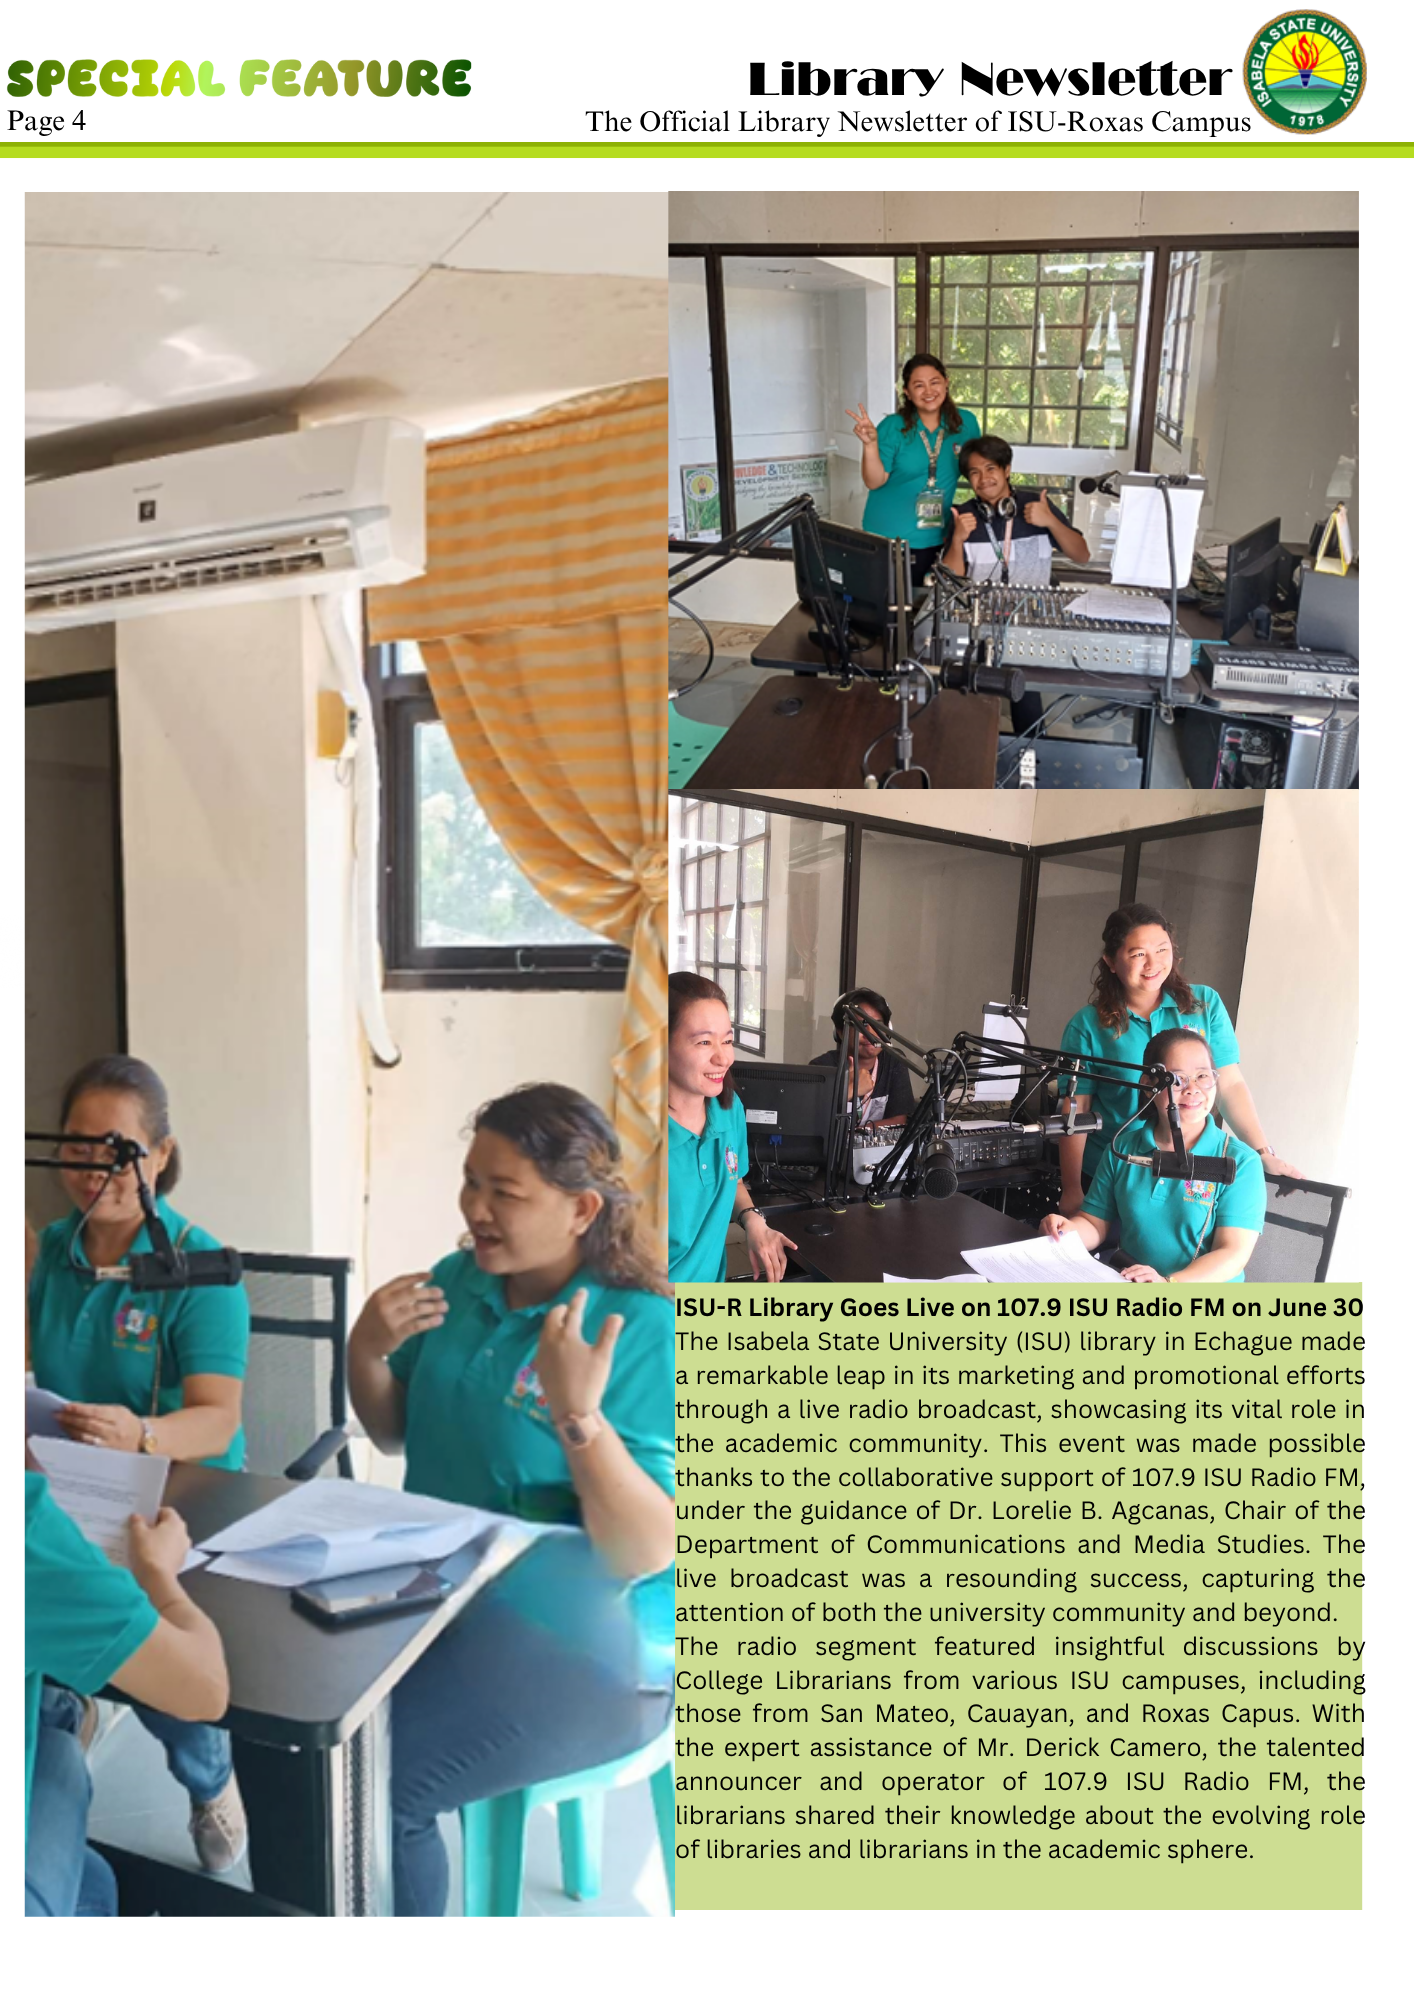 SPECIAL FEATURE
Page 4
Library Newsletter
The Official Library Newsletter of ISU-Roxas Campus
ISABELA STATE UNIVERSITY
1978
&TECHNOLOGY
DEVELOPMENT SERVICES
ISU-R Library Goes Live on 107.9 ISU Radio FM on June 30
The Isabela State University (ISU) library in Echague made
a remarkable leap in its marketing and promotional efforts
through a live radio broadcast, showcasing its vital role in
the academic community. This event was made possible
thanks to the collaborative support of 107.9 ISU Radio FM,
under the guidance of Dr. Lorelie B. Agcanas, Chair of the
Department of Communications and Media Studies. The
live broadcast was a resounding success, capturing the
attention of both the university community and beyond.
The radio segment featured insightful discussions by
College Librarians from various ISU campuses, including
those from San Mateo, Cauayan, and Roxas Capus. With
the expert assistance of Mr. Derick Camero, the talented
announcer and operator of 107.9 ISU Radio FM, the
librarians shared their knowledge about the evolving role
of libraries and librarians in the academic sphere.